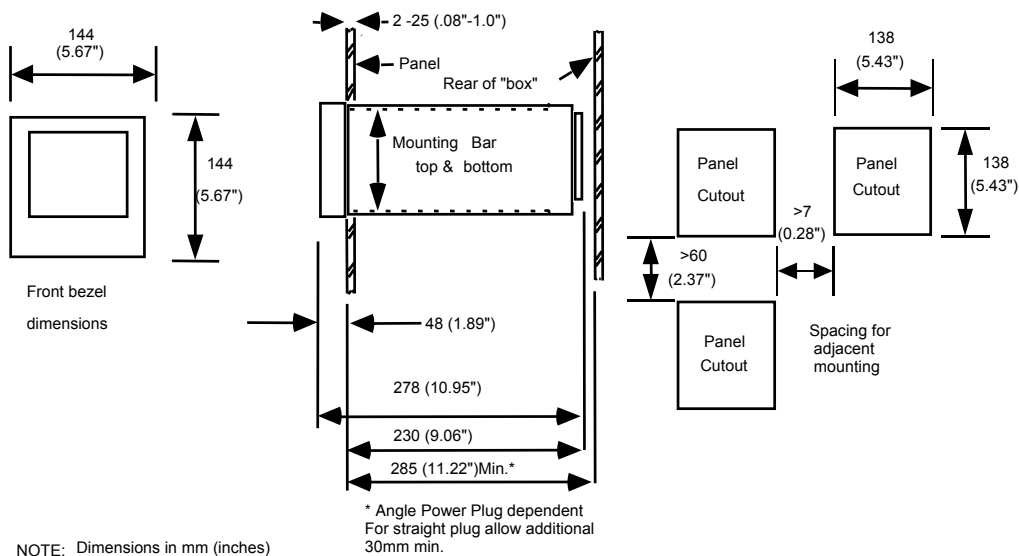 2 -25 (.08"-1.0")
144
(5.67")
Panel
Rear of "box"
138
(5.43")
144
(5.67")
Mounting Bar
top & bottom
Panel
Cutout
Panel
Cutout
138
(5.43")
>7
(0.28")
>60
(2.37")
Front bezel
dimensions
48 (1.89")
Panel
Cutout
Spacing for
adjacent
mounting
278 (10.95")
230 (9.06")
285 (11.22")Min.*
* Angle Power Plug dependent
For straight plug allow additional
30mm min.
NOTE: Dimensions in mm (inches)